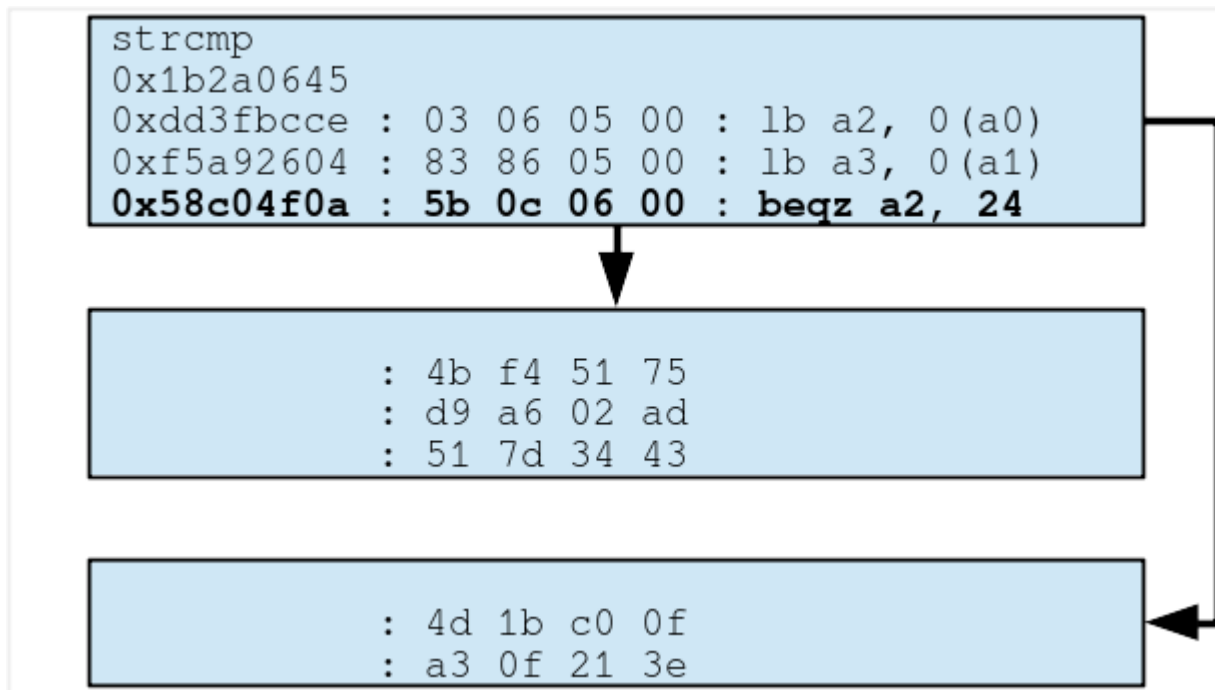 strcmp
0x1b2a0645
0xdd3fbcce : 03 06 05 00 : lb a2, 0(a0)
0xf5a92604 : 83 86 05 00 : lb a3, 0(a1)
0x58c04f0a : 5b 0c 06 00 : beqz a2, 24
: 4b f4 51 75
: d9 a6 02 ad
: 51 7d 34 43
: 4d 1b c0 0f
: a3 0f 21 3e